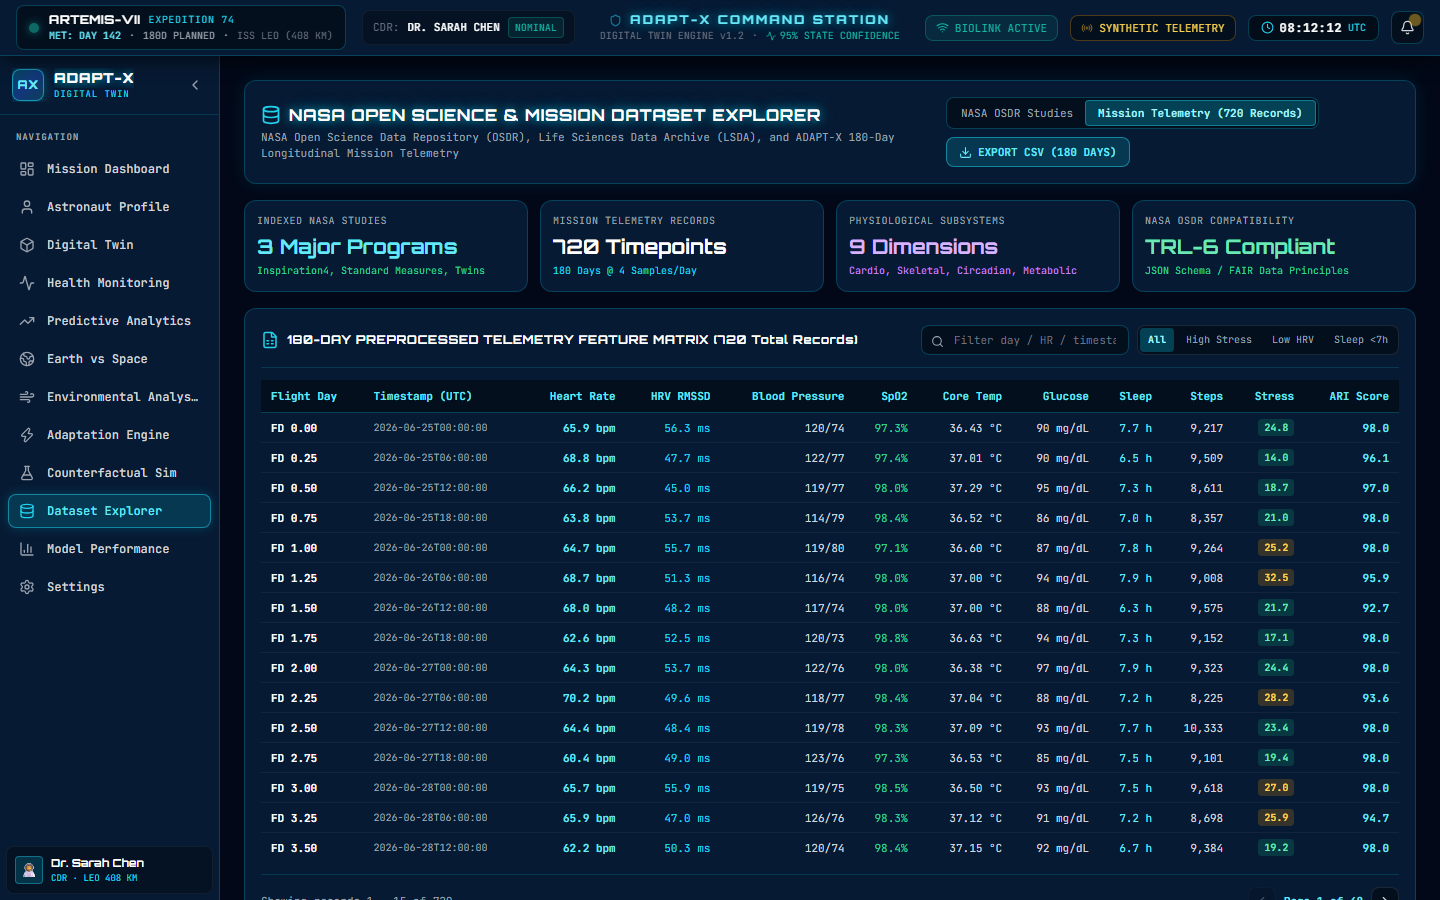 ARTEMIS-VII EXPEDITION 74
MET: DAY 142 · 180D PLANNED · ISS LEO (408 KM)
CDR: DR. SARAH CHEN NOMINAL
ADAPT-X COMMAND STATION
DIGITAL TWIN ENGINE v1.2 · 95% STATE CONFIDENCE
BIOLINK ACTIVE
SYNTHETIC TELEMETRY
08:12:12 UTC
AX
ADAPT-X
DIGITAL TWIN
NAVIGATION
Mission Dashboard
Astronaut Profile
Digital Twin
Health Monitoring
Predictive Analytics
Earth vs Space
Environmental Analys…
Adaptation Engine
Counterfactual Sim
Dataset Explorer
Model Performance
Settings
Dr. Sarah Chen
CDR · LEO 408 KM
NASA OPEN SCIENCE & MISSION DATASET EXPLORER
NASA Open Science Data Repository (OSDR), Life Sciences Data Archive (LSDA), and ADAPT-X 180-Day
Longitudinal Mission Telemetry
NASA OSDR Studies
Mission Telemetry (720 Records)
EXPORT CSV (180 DAYS)
INDEXED NASA STUDIES
3 Major Programs
Inspiration4, Standard Measures, Twins
MISSION TELEMETRY RECORDS
720 Timepoints
180 Days @ 4 Samples/Day
PHYSIOLOGICAL SUBSYSTEMS
9 Dimensions
Cardio, Skeletal, Circadian, Metabolic
NASA OSDR COMPATIBILITY
TRL-6 Compliant
JSON Schema / FAIR Data Principles
180-DAY PREPROCESSED TELEMETRY FEATURE MATRIX (720 Total Records)
Filter day / HR / timesta
All High Stress Low HRV Sleep <7h
Flight Day Timestamp (UTC) Heart Rate HRV RMSSD Blood Pressure SpO2 Core Temp Glucose Sleep Steps Stress ARI Score
FD 0.00 2026-06-25T00:00:00 65.9 bpm 56.3 ms 120/74 97.3% 36.43 °C 90 mg/dL 7.7 h 9,217 24.8 98.0
FD 0.25 2026-06-25T06:00:00 68.8 bpm 47.7 ms 122/77 97.4% 37.01 °C 90 mg/dL 6.5 h 9,509 14.0 96.1
FD 0.50 2026-06-25T12:00:00 66.2 bpm 45.0 ms 119/77 98.0% 37.29 °C 95 mg/dL 7.3 h 8,611 18.7 97.0
FD 0.75 2026-06-25T18:00:00 63.8 bpm 53.7 ms 114/79 98.4% 36.52 °C 86 mg/dL 7.0 h 8,357 21.0 98.0
FD 1.00 2026-06-26T00:00:00 64.7 bpm 55.7 ms 119/80 97.1% 36.60 °C 87 mg/dL 7.8 h 9,264 25.2 98.0
FD 1.25 2026-06-26T06:00:00 68.7 bpm 51.3 ms 116/74 98.0% 37.00 °C 94 mg/dL 7.9 h 9,008 32.5 95.9
FD 1.50 2026-06-26T12:00:00 68.0 bpm 48.2 ms 117/74 98.0% 37.00 °C 88 mg/dL 6.3 h 9,575 21.7 92.7
FD 1.75 2026-06-26T18:00:00 62.6 bpm 52.5 ms 120/73 98.8% 36.63 °C 94 mg/dL 7.3 h 9,152 17.1 98.0
FD 2.00 2026-06-27T00:00:00 64.3 bpm 53.7 ms 122/76 98.0% 36.38 °C 97 mg/dL 7.9 h 9,323 24.4 98.0
FD 2.25 2026-06-27T06:00:00 70.2 bpm 49.6 ms 118/77 98.4% 37.04 °C 88 mg/dL 7.2 h 8,225 28.2 93.6
FD 2.50 2026-06-27T12:00:00 64.4 bpm 48.4 ms 119/78 98.3% 37.09 °C 93 mg/dL 7.7 h 10,333 23.4 98.0
FD 2.75 2026-06-27T18:00:00 60.4 bpm 49.0 ms 123/76 97.3% 36.53 °C 85 mg/dL 7.5 h 9,101 19.4 98.0
FD 3.00 2026-06-28T00:00:00 65.7 bpm 55.9 ms 119/75 98.5% 36.50 °C 93 mg/dL 7.5 h 9,618 27.0 98.0
FD 3.25 2026-06-28T06:00:00 65.9 bpm 47.0 ms 126/76 98.3% 37.12 °C 91 mg/dL 7.2 h 8,698 25.9 94.7
FD 3.50 2026-06-28T12:00:00 62.2 bpm 50.3 ms 120/74 98.4% 37.15 °C 92 mg/dL 6.7 h 9,384 19.2 98.0
Showing records 1 - 15 of 720
Page 1 of 48